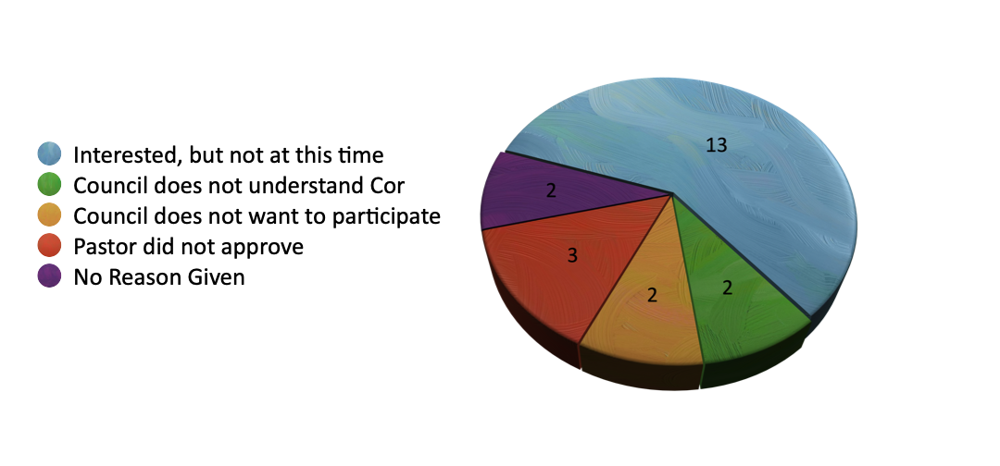 Interested, but not at this time
Council does not understand Cor
Council does not want to participate
Pastor did not approve
No Reason Given
13
2
3
2
2